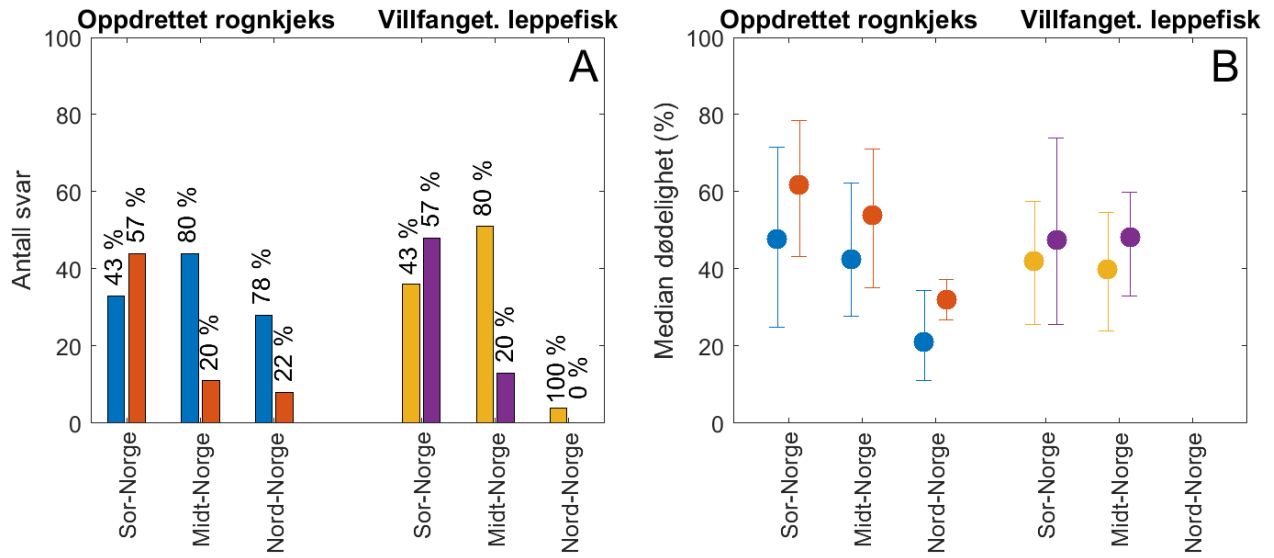 Oppdrettet rognkjeks
Villfanget. leppefisk
A
Antall svar
100
80
60
40
20
0
43 %
57 %
80 %
20 %
78 %
22 %
43 %
57 %
80 %
20 %
100 %
0 %
Sor-Norge
Midt-Norge
Nord-Norge
Sor-Norge
Midt-Norge
Nord-Norge
Oppdrettet rognkjeks
Villfanget. leppefisk
B
Median dødelighet (%)
100
80
60
40
20
0
Sor-Norge
Midt-Norge
Nord-Norge
Sor-Norge
Midt-Norge
Nord-Norge